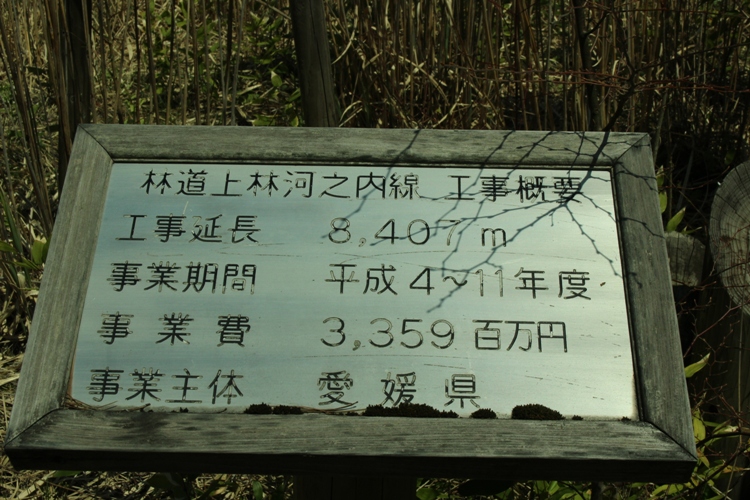 林道上林河之内線 工事概要
工事延長 8,407m
事業期間 平成4〜11年度
事業費 3,359百万円
事業主体 愛媛県